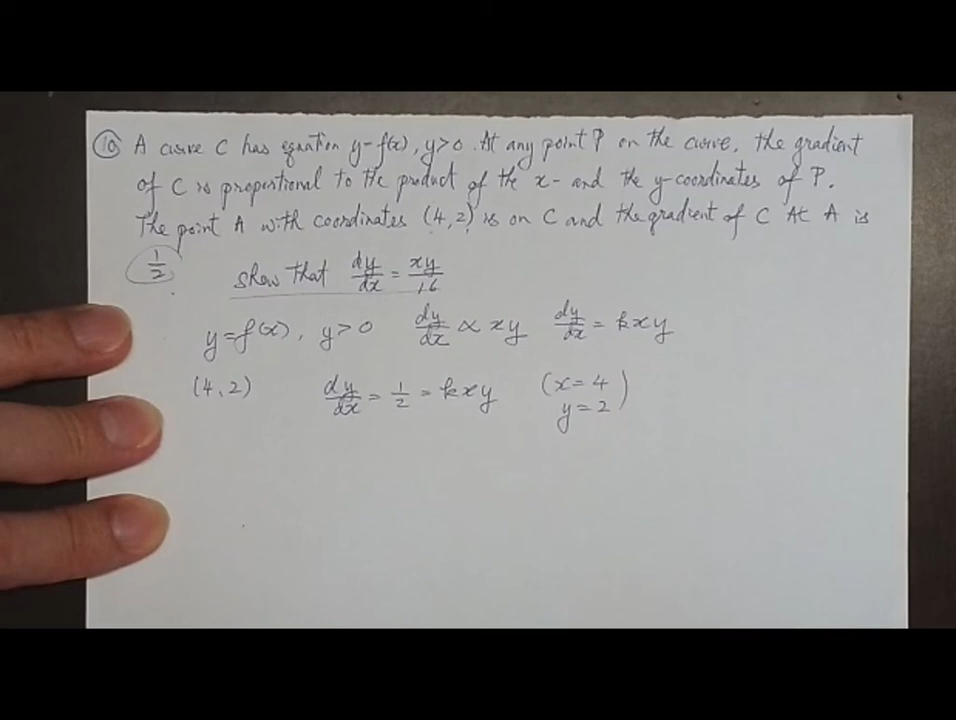 10 A curve C has equation y=f(x), y>0. At any point P on the curve, the gradient
of C is proportional to the product of the x- and the y-coordinates of P.
The point A with coordinates (4,2) is on C and the gradient of C At A is
1/2 show that dy/dx = xy/16
y=f(x), y>0 dy/dx ∝ xy dy/dx = kxy
(4,2) dy/dx = 1/2 = kxy (x=4
y=2)